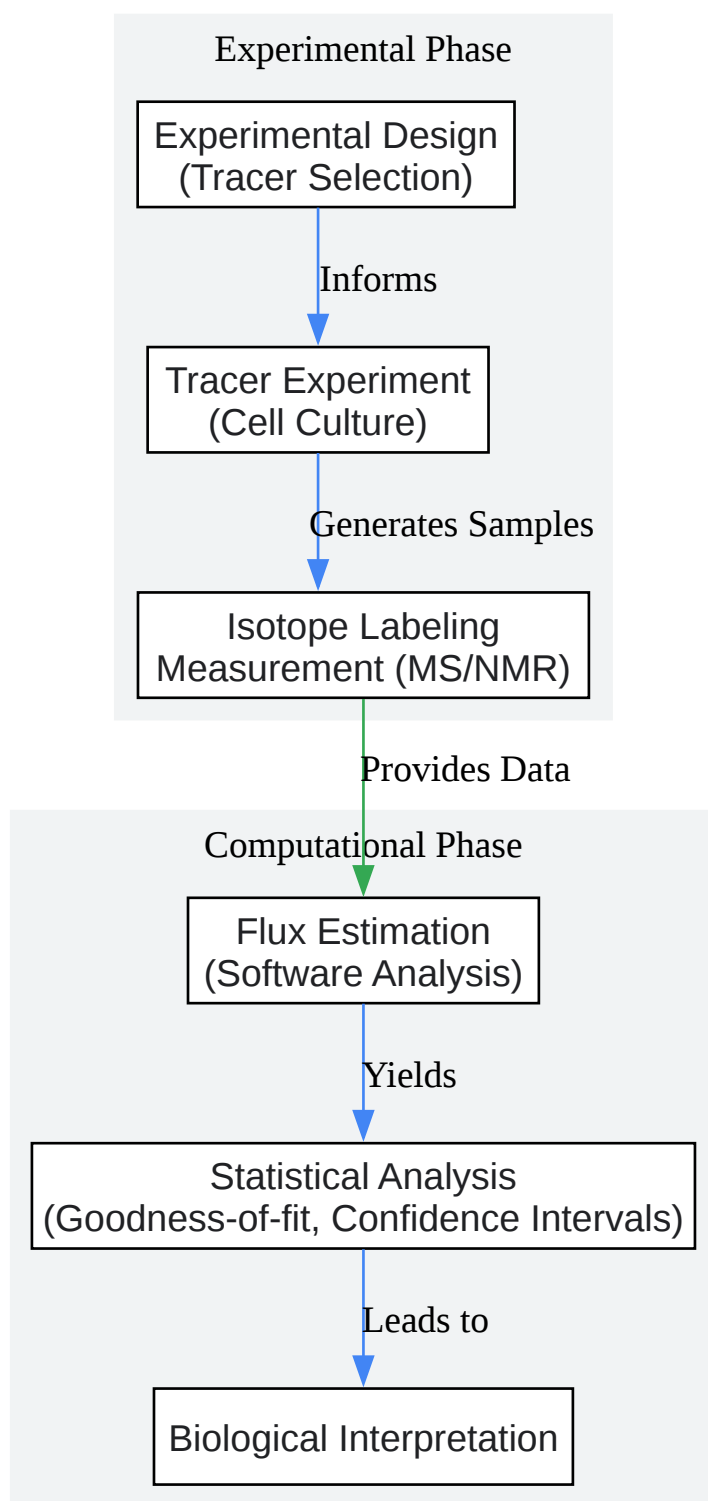 Experimental Phase
Experimental Design
(Tracer Selection)
Informs
Tracer Experiment
(Cell Culture)
Generates Samples
Isotope Labeling
Measurement (MS/NMR)
Provides Data
Computational Phase
Flux Estimation
(Software Analysis)
Yields
Statistical Analysis
(Goodness-of-fit, Confidence Intervals)
Leads to
Biological Interpretation